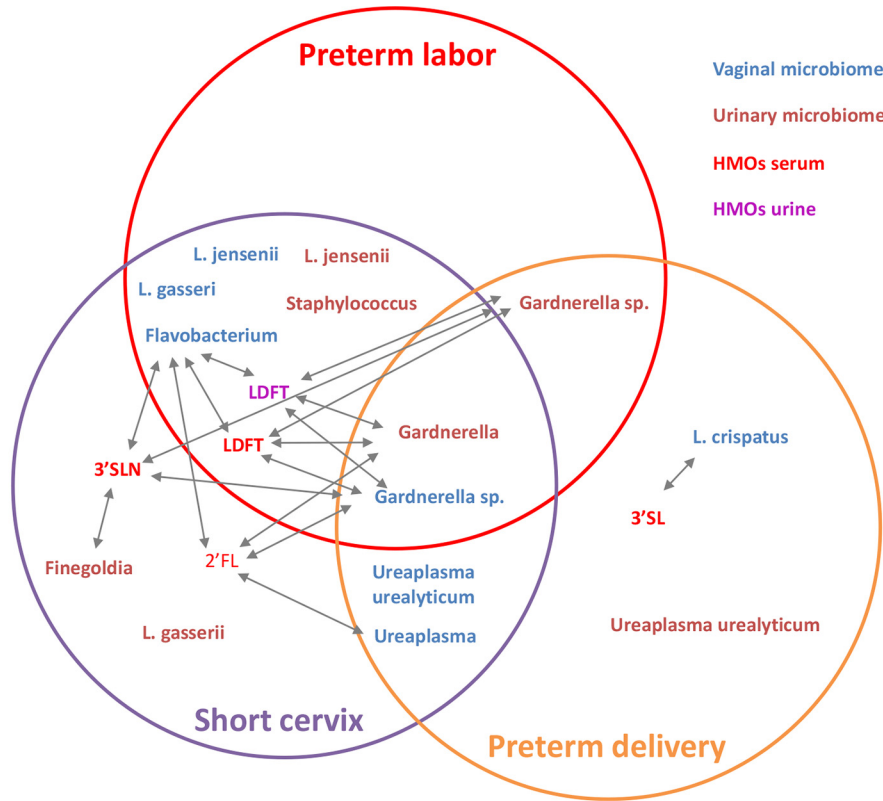 Preterm labor
Vaginal microbiome
Urinary microbiome
HMOs serum
HMOs urine
L. jensenii
L. jensenii
L. gasseri
Staphylococcus
Gardnerella sp.
Flavobacterium
LDFT
Gardnerella
LDFT
L. crispatus
3'SLN
Gardnerella sp.
3'SL
Finegoldia
2'FL
Ureaplasma
urealyticum
L. gasserii
Ureaplasma
Ureaplasma urealyticum
Short cervix
Preterm delivery